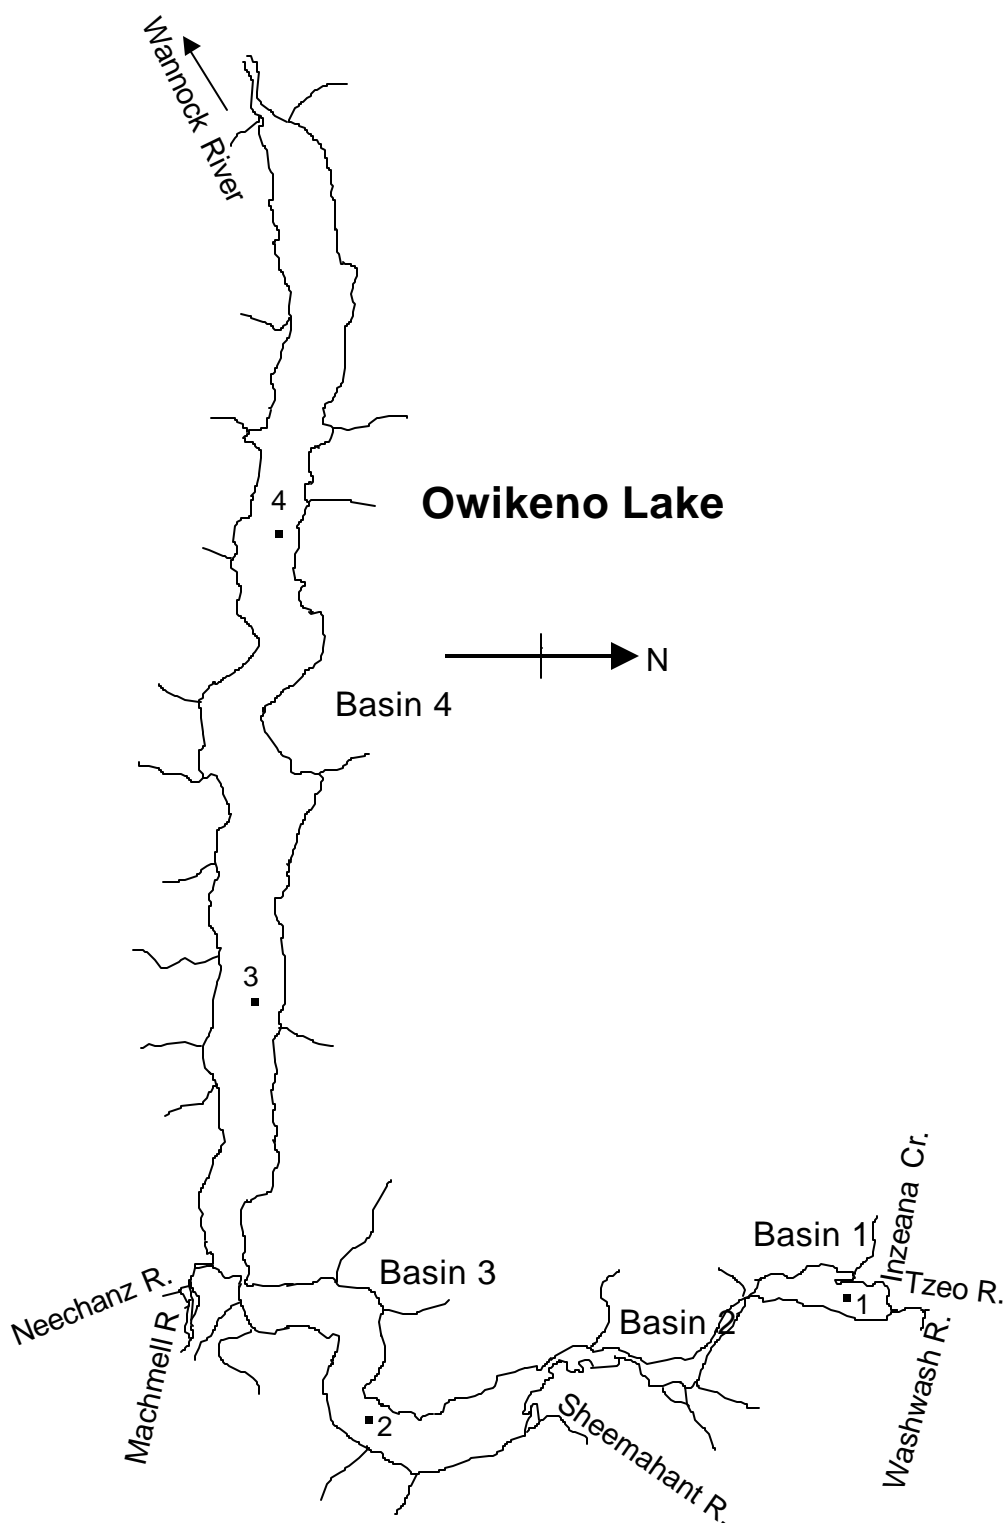 Wannock River
4
Owikeno Lake
N
Basin 4
3
Inzeana Cr.
Basin 1
Neechanz R.
Basin 3
Tzeo R.
1
Basin 2
Machmell R
Washwash R.
2
Sheemahant R.